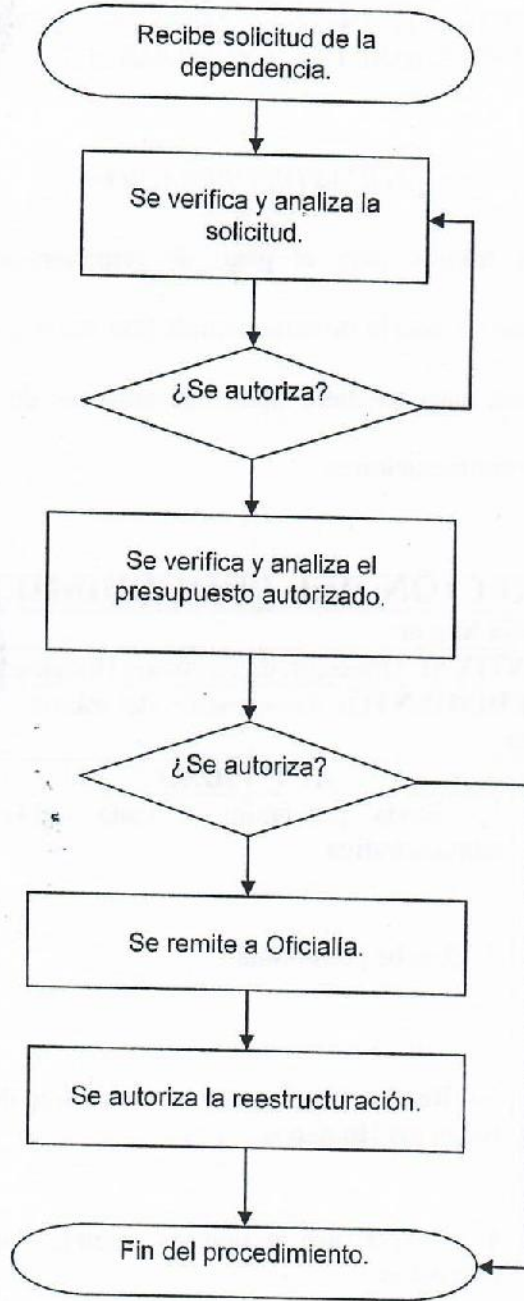 Recibe solicitud de la
dependencia.
Se verifica y analiza la
solicitud.
¿Se autoriza?
Se verifica y analiza el
presupuesto autorizado.
¿Se autoriza?
Se remite a Oficialía.
Se autoriza la reestructuración.
Fin del procedimiento.